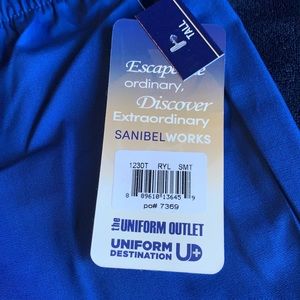 TALL
Escape the
ordinary,
Discover
Extraordinary
SANIBELWORKS
1230T RYL SMT
8 89610 13645 9
po# 7369
the UNIFORM OUTLET
UNIFORM
DESTINATION UD